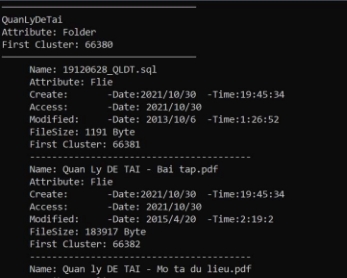 QuanLyDeTai
Attribute: Folder
First Cluster: 66380
Name: 19120628_QLDT.sql
Attribute: Flie
Create: -Date:2021/10/30 -Time:19:45:34
Access: -Date: 2021/10/30
Modified: -Date: 2013/10/6 -Time:1:26:52
FileSize: 1191 Byte
First Cluster: 66381
----------------------------------------
Name: Quan Ly DE TAI - Bai tap.pdf
Attribute: Flie
Create: -Date:2021/10/30 -Time:19:45:34
Access: -Date: 2021/10/30
Modified: -Date: 2015/4/20 -Time:2:19:2
FileSize: 183917 Byte
First Cluster: 66382
----------------------------------------
Name: Quan ly DE TAI - Mo ta du lieu.pdf